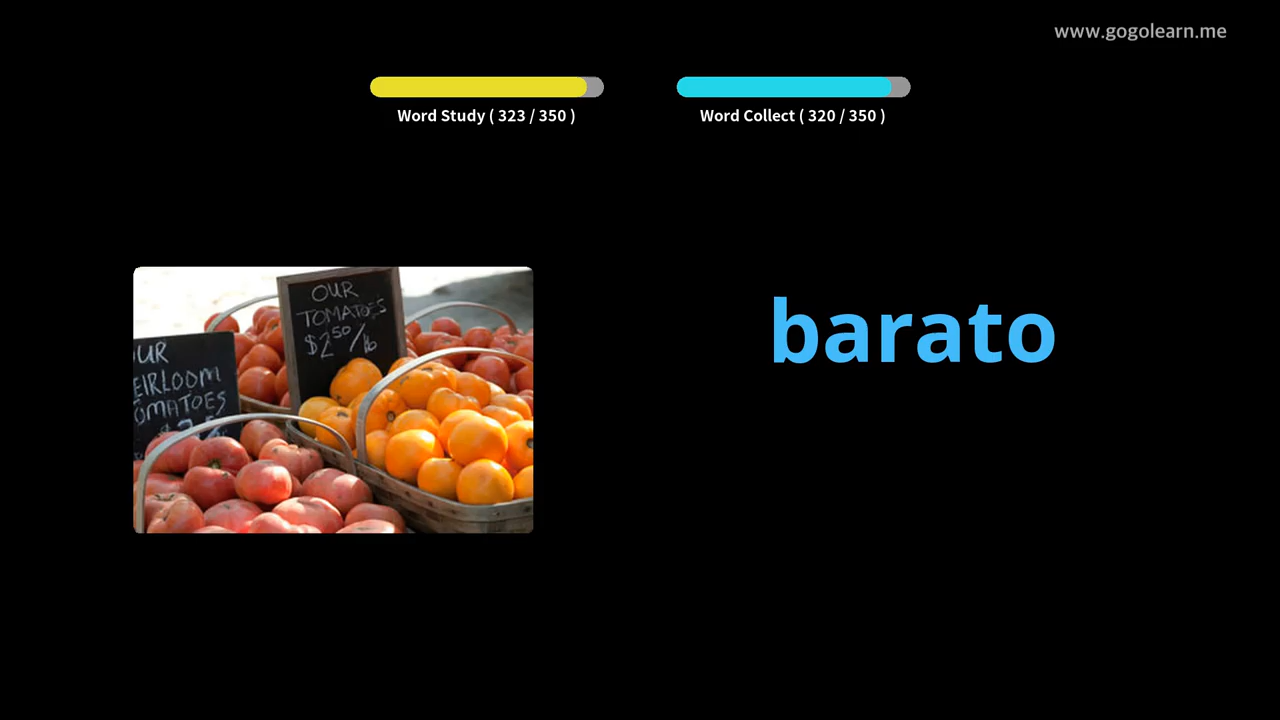 www.gogolearn.me
Word Study ( 323 / 350 )
Word Collect ( 320 / 350 )
OUR
TOMATOES
$2.50/lb
UR
EIRLOOM
OMATOES
barato